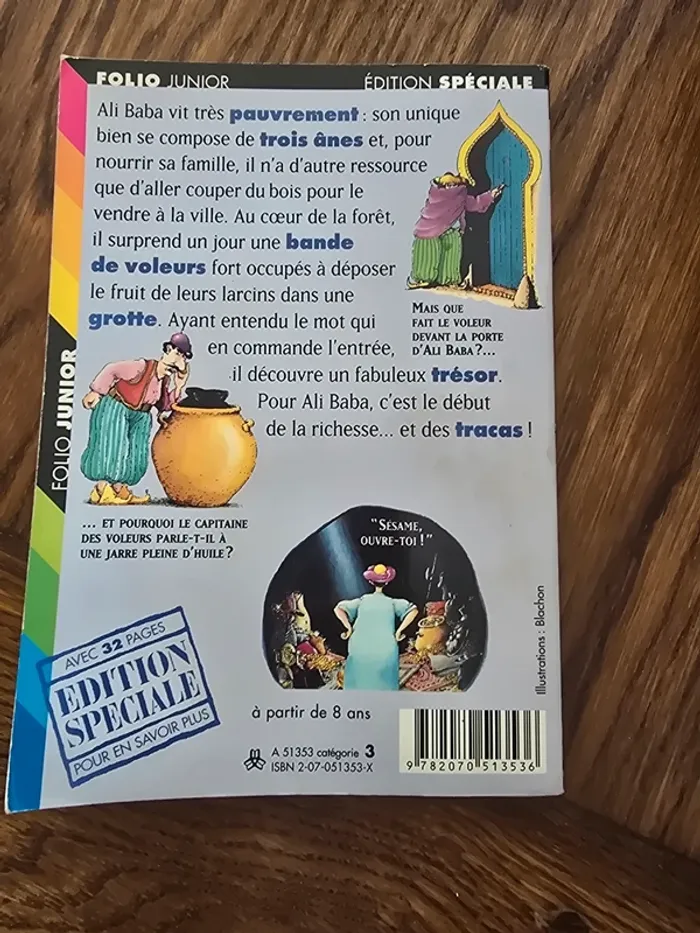 FOLIO JUNIOR
ÉDITION SPÉCIALE
Ali Baba vit très pauvrement : son unique
bien se compose de trois ânes et, pour
nourrir sa famille, il n'a d'autre ressource
que d'aller couper du bois pour le
vendre à la ville. Au cœur de la forêt,
il surprend un jour une bande
de voleurs fort occupés à déposer
le fruit de leurs larcins dans une
grotte. Ayant entendu le mot qui
en commande l'entrée,
il découvre un fabuleux trésor.
Pour Ali Baba, c'est le début
de la richesse... et des tracas !
MAIS QUE
FAIT LE VOLEUR
DEVANT LA PORTE
D'ALI BABA ?...
FOLIO JUNIOR
... ET POURQUOI LE CAPITAINE
DES VOLEURS PARLE-T-IL À
UNE JARRE PLEINE D'HUILE ?
"SÉSAME,
OUVRE-TOI !"
Illustrations : Blachon
AVEC 32 PAGES
EDITION
SPECIALE
POUR EN SAVOIR PLUS
à partir de 8 ans
A 51353 catégorie 3
ISBN 2-07-051353-X
9 782070 513536